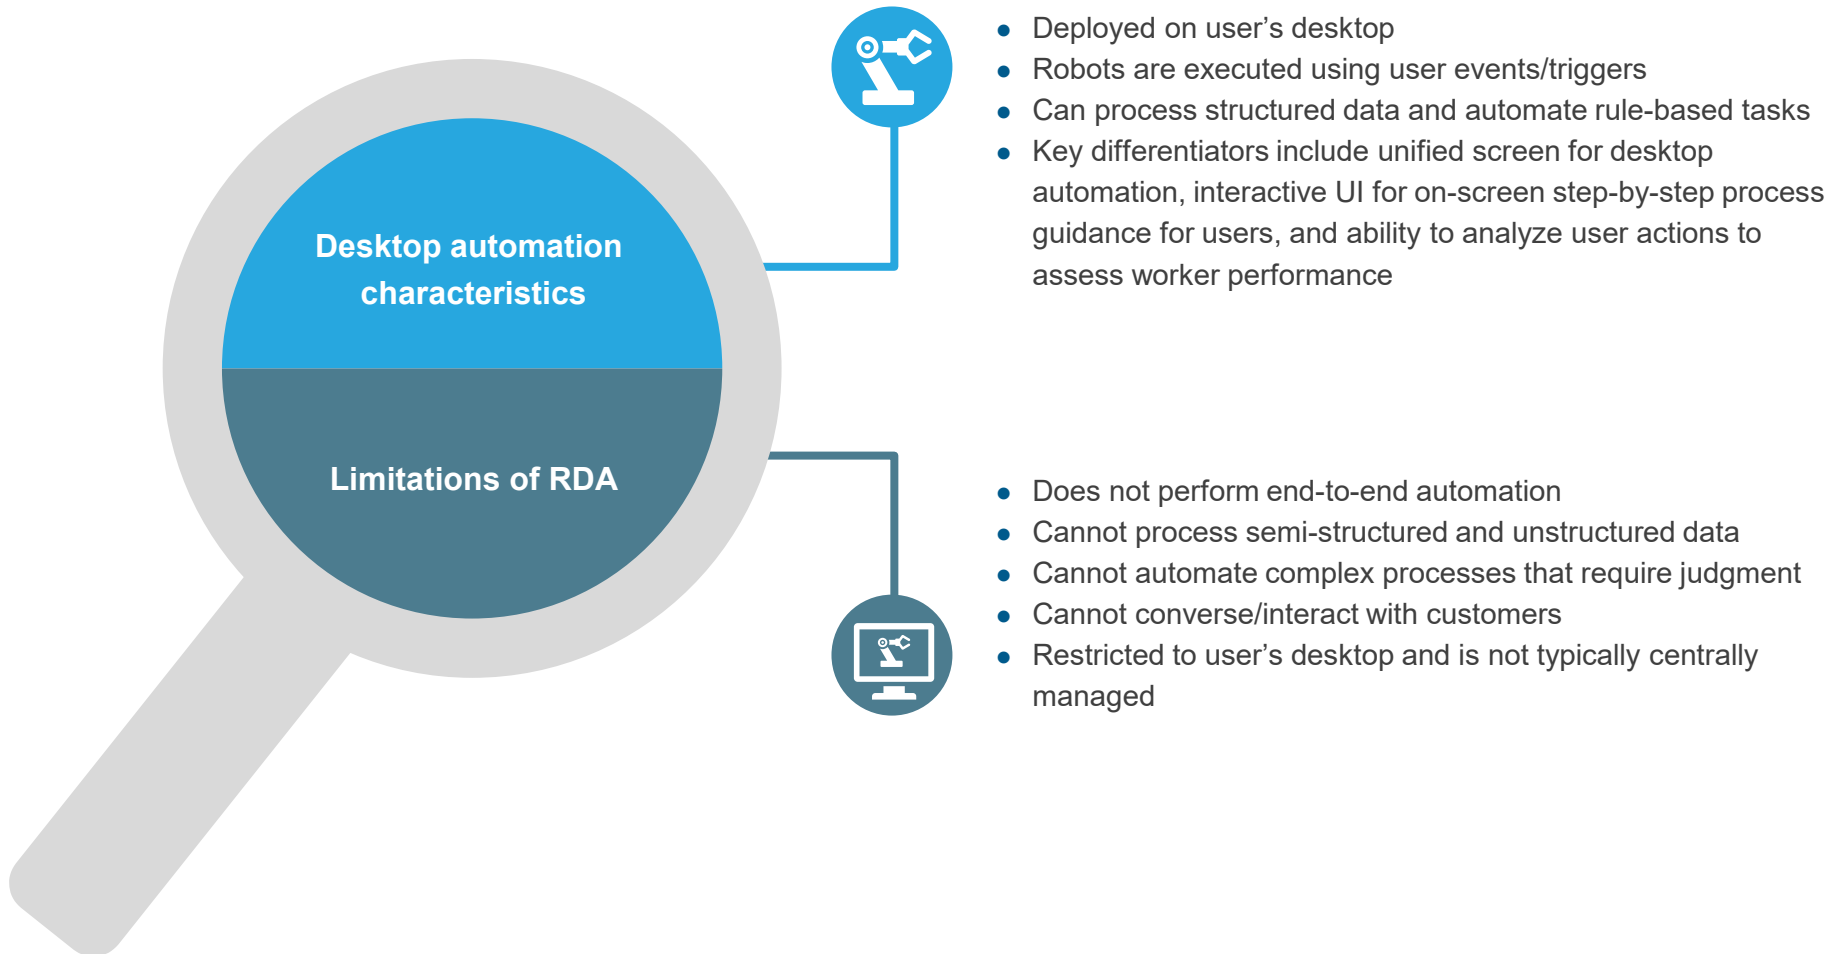 Desktop automation
characteristics
● Deployed on user’s desktop
● Robots are executed using user events/triggers
● Can process structured data and automate rule-based tasks
● Key differentiators include unified screen for desktop
automation, interactive UI for on-screen step-by-step process
guidance for users, and ability to analyze user actions to
assess worker performance
Limitations of RDA
● Does not perform end-to-end automation
● Cannot process semi-structured and unstructured data
● Cannot automate complex processes that require judgment
● Cannot converse/interact with customers
● Restricted to user’s desktop and is not typically centrally
managed